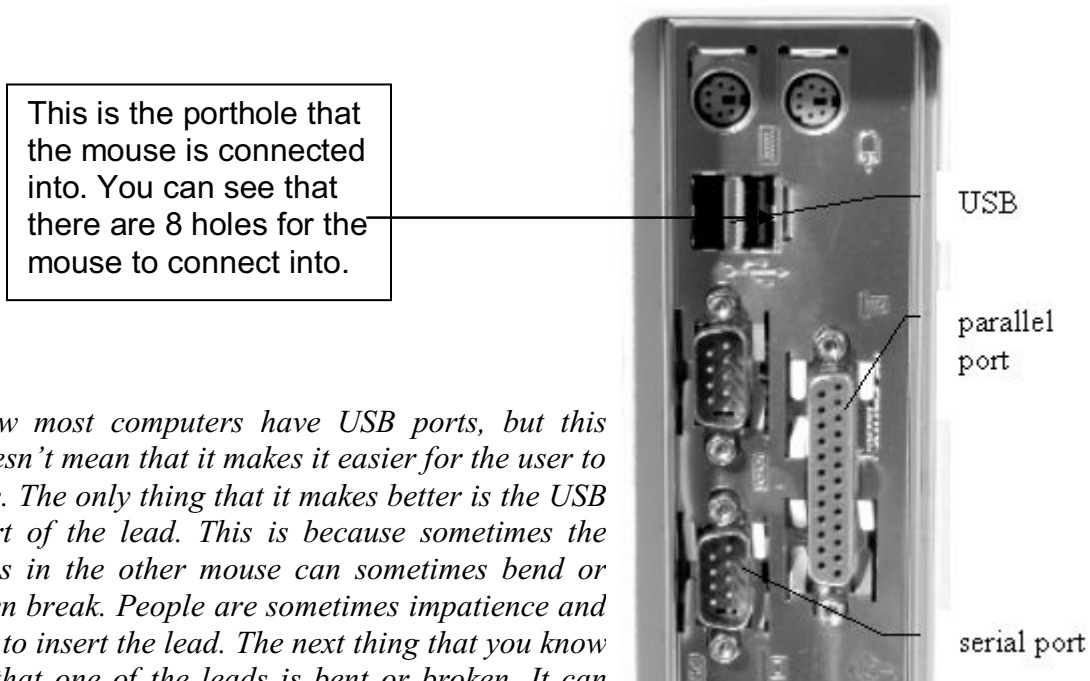 This is the porthole that
the mouse is connected
into. You can see that
there are 8 holes for the
mouse to connect into.
USB
parallel
port
serial port
most computers have USB ports, but this
mean that it makes it easier for the user to
The only thing that it makes better is the USB
of the lead. This is because sometimes the
in the other mouse can sometimes bend or
break. People are sometimes impatience and
to insert the lead. The next thing that you know
that one of the leads is bent or broken. It can